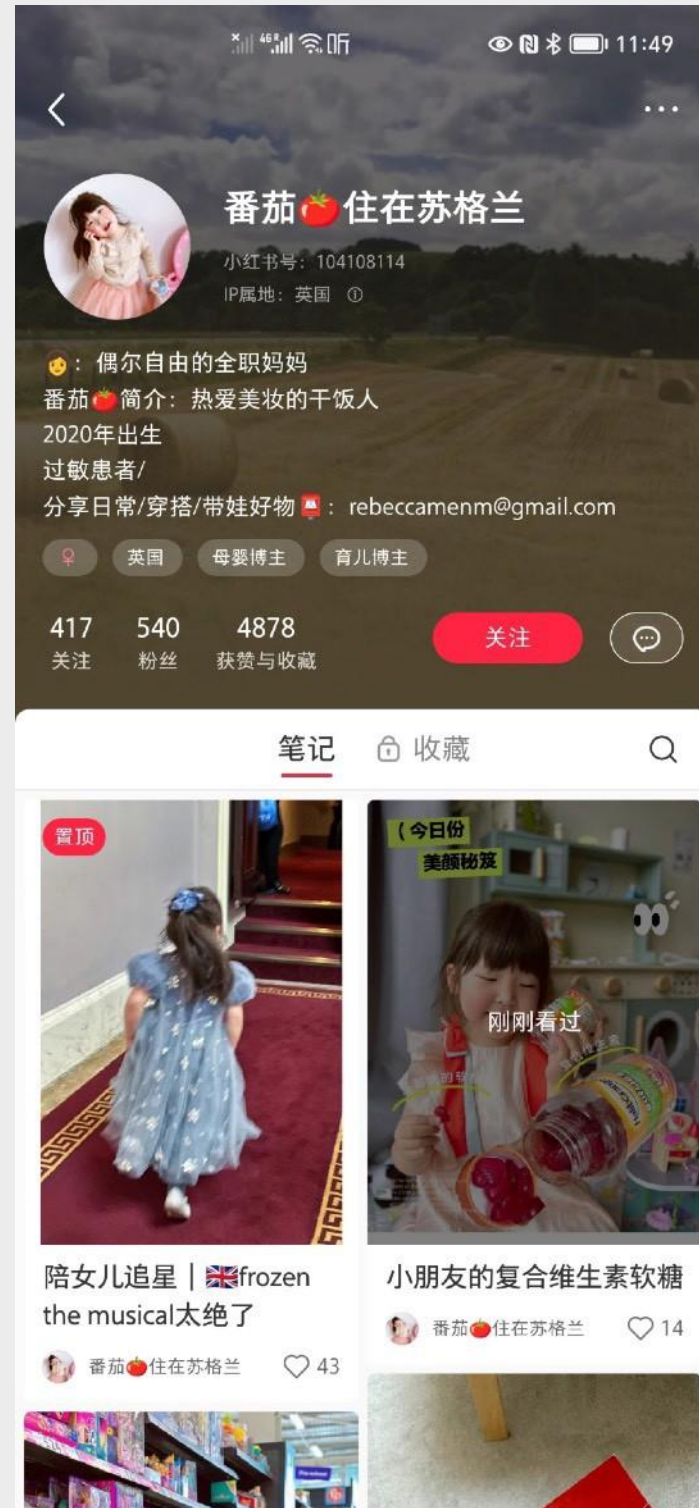 4G 听 11:49
番茄🍅住在苏格兰
小红书号：104108114
IP属地：英国
👩：偶尔自由的全职妈妈
番茄🍅简介：热爱美妆的干饭人
2020年出生
过敏患者/
分享日常/穿搭/带娃好物📮：rebeccamenm@gmail.com
♀ 英国 母婴博主 育儿博主
417 540 4878
关注 粉丝 获赞与收藏
关注
笔记 收藏
置顶
(今日份
美颜秘笈
刚刚看过
陪女儿追星｜🇬🇧frozen
the musical太绝了
番茄🍅住在苏格兰 43
小朋友的复合维生素软糖
番茄🍅住在苏格兰 14